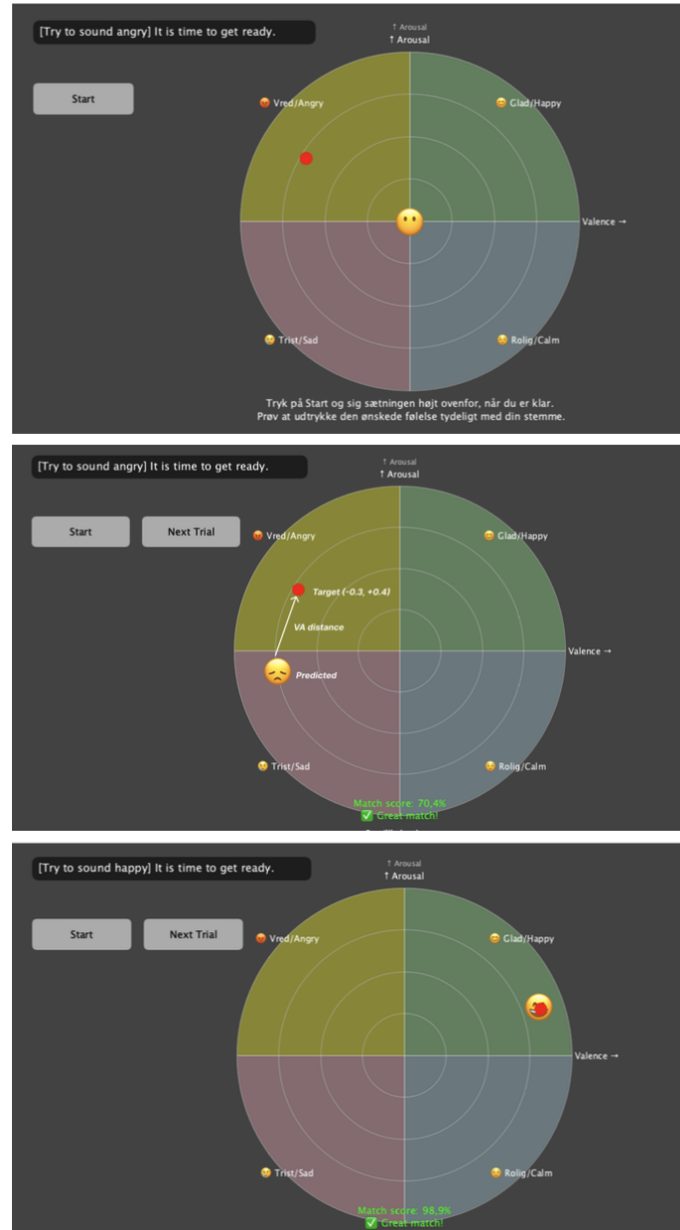 [Try to sound angry] It is time to get ready.
↑ Arousal
↑ Arousal
Start
😡 Vred/Angry
😊 Glad/Happy
Valence →
😢 Trist/Sad
😌 Rolig/Calm
Tryk på Start og sig sætningen højt ovenfor, når du er klar.
Prøv at udtrykke den ønskede følelse tydeligt med din stemme.
[Try to sound angry] It is time to get ready.
↑ Arousal
↑ Arousal
Start
Next Trial
😡 Vred/Angry
😊 Glad/Happy
Target (-0.3, +0.4)
VA distance
Valence →
Predicted
😢 Trist/Sad
😌 Rolig/Calm
Match score: 70,4%
✅ Great match!
[Try to sound happy] It is time to get ready.
↑ Arousal
↑ Arousal
Start
Next Trial
😡 Vred/Angry
😊 Glad/Happy
Valence →
😢 Trist/Sad
😌 Rolig/Calm
Match score: 98,9%
✅ Great match!